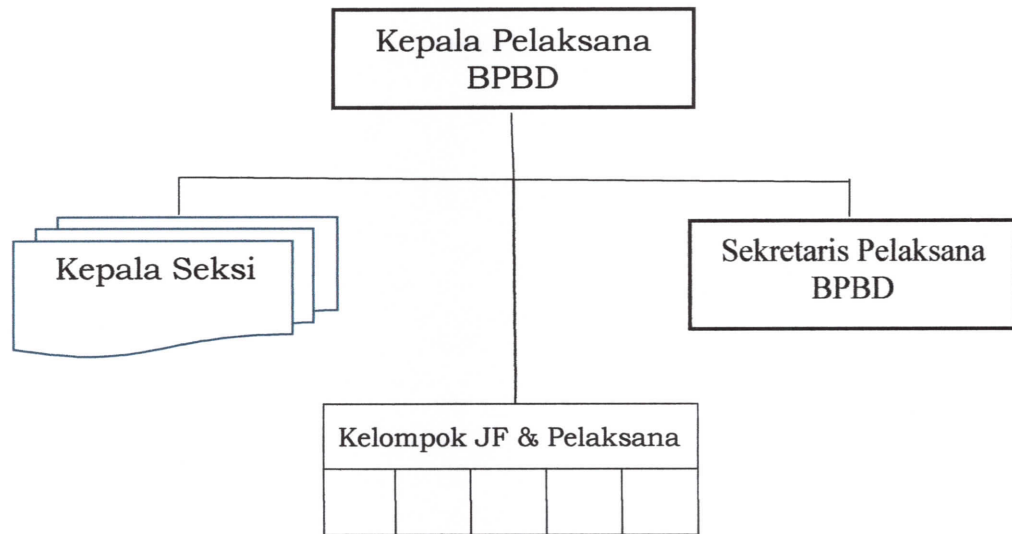 Kepala Pelaksana
BPBD
Kepala Seksi
Sekretaris Pelaksana
BPBD
Kelompok JF & Pelaksana